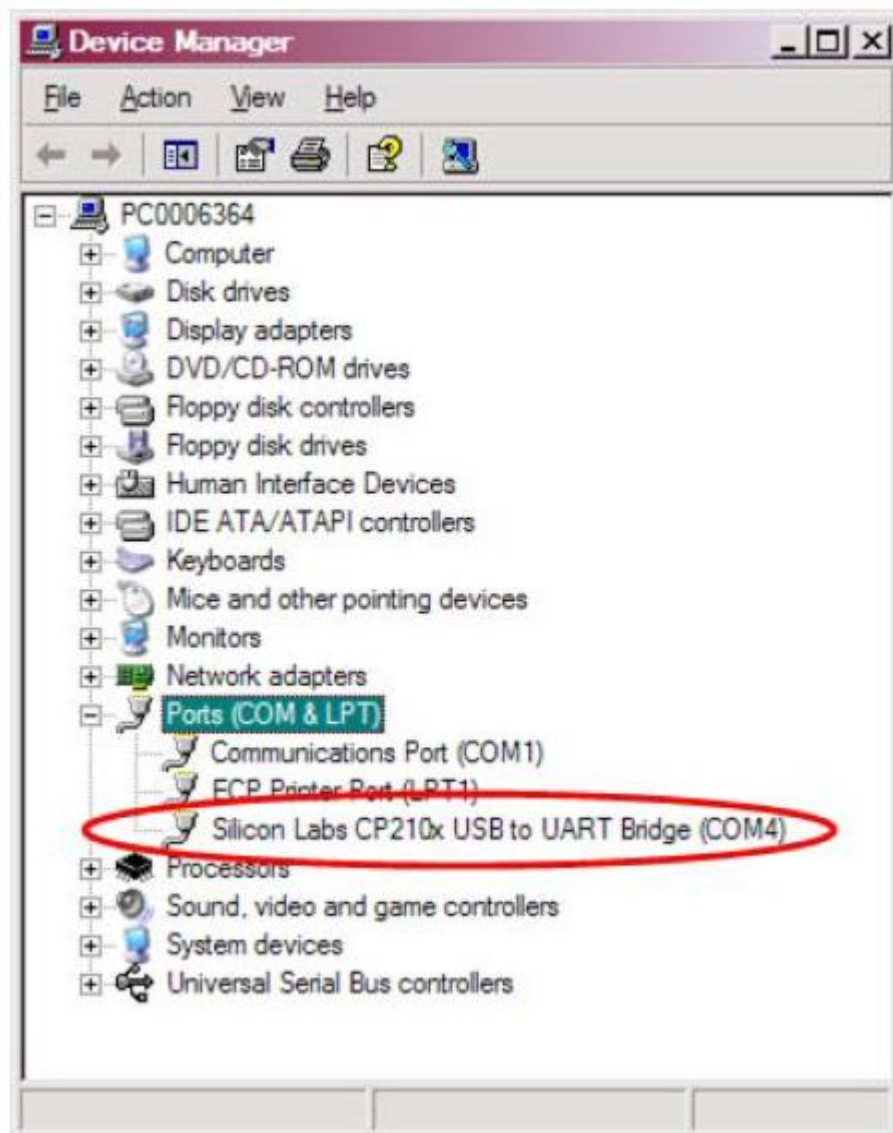 Device Manager
File Action View Help
PC0006364
Computer
Disk drives
Display adapters
DVD/CD-ROM drives
Floppy disk controllers
Floppy disk drives
Human Interface Devices
IDE ATA/ATAPI controllers
Keyboards
Mice and other pointing devices
Monitors
Network adapters
Ports (COM & LPT)
Communications Port (COM1)
ECP Printer Port (LPT1)
Silicon Labs CP210x USB to UART Bridge (COM4)
Processors
Sound, video and game controllers
System devices
Universal Serial Bus controllers